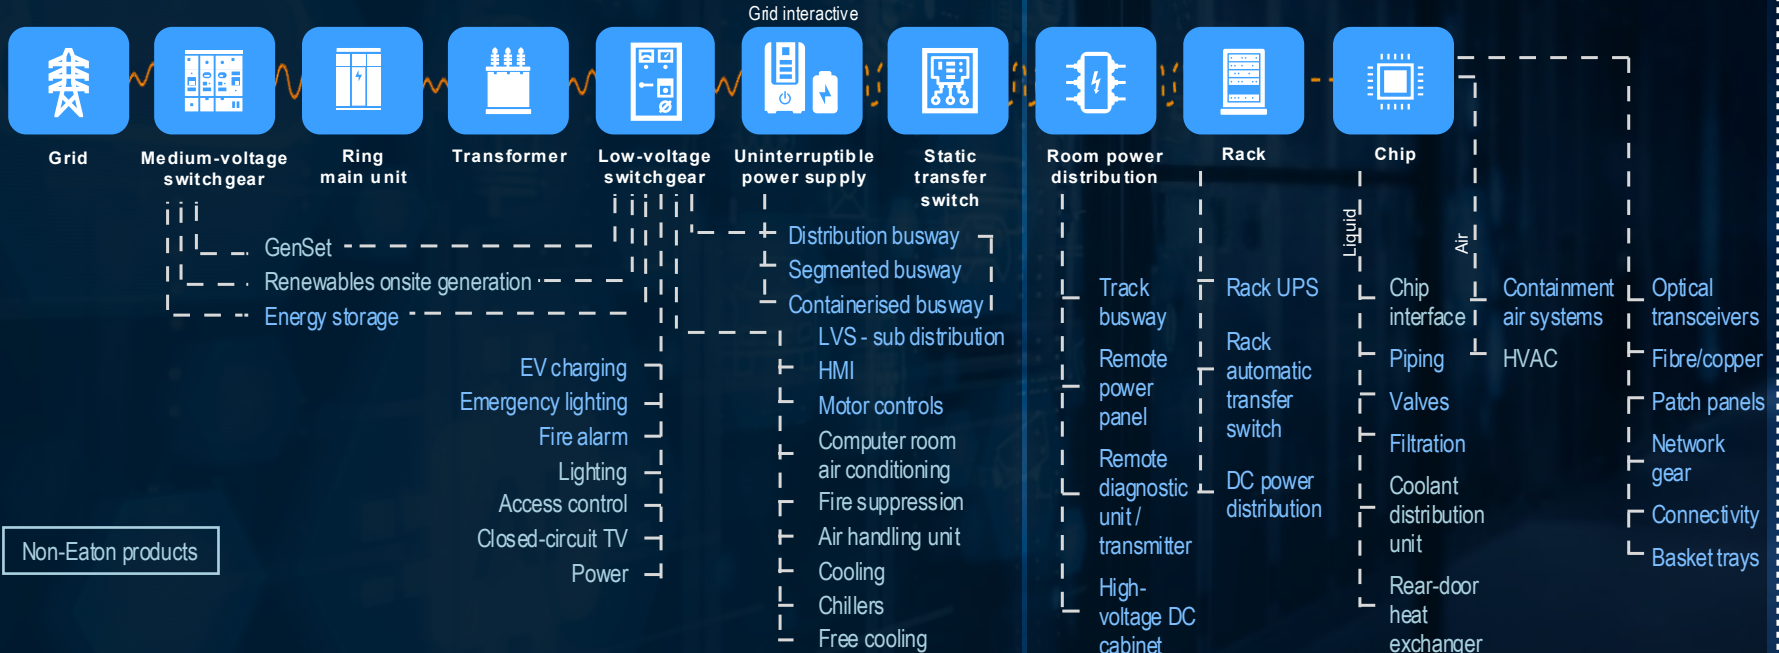 Grid interactive
Grid
Medium-voltage
switchgear
Ring
main unit
Transformer
Low-voltage
switchgear
Uninterruptible
power supply
Static
transfer
switch
Room power
distribution
Rack
Chip
GenSet
Renewables onsite generation
Energy storage
EV charging
Emergency lighting
Fire alarm
Lighting
Access control
Closed-circuit TV
Power
Non-Eaton products
Distribution busway
Segmented busway
Containerised busway
LVS - sub distribution
HMI
Motor controls
Computer room
air conditioning
Fire suppression
Air handling unit
Cooling
Chillers
Free cooling
Track
busway
Remote
power
panel
Remote
diagnostic
unit /
transmitter
High-
voltage DC
cabinet
Rack UPS
Rack
automatic
transfer
switch
DC power
distribution
Liquid
Chip
interface
Piping
Valves
Filtration
Coolant
distribution
unit
Rear-door
heat
exchanger
Air
Containment
air systems
HVAC
Optical
transceivers
Fibre/copper
Patch panels
Network
gear
Connectivity
Basket trays